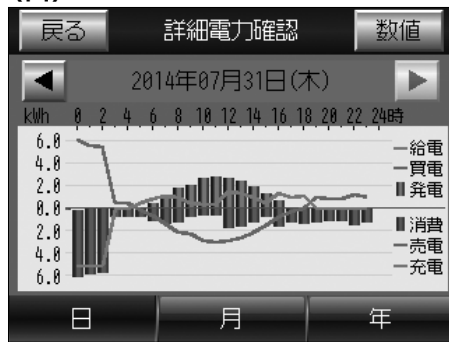 戻る 詳細電力確認 数値
2014年07月31日(木)
kWh 0 2 4 6 8 10 12 14 16 18 20 22 24時
6.0
4.0
2.0
0.0
2.0
4.0
6.0
給電
買電
発電
消費
売電
充電
日 月 年